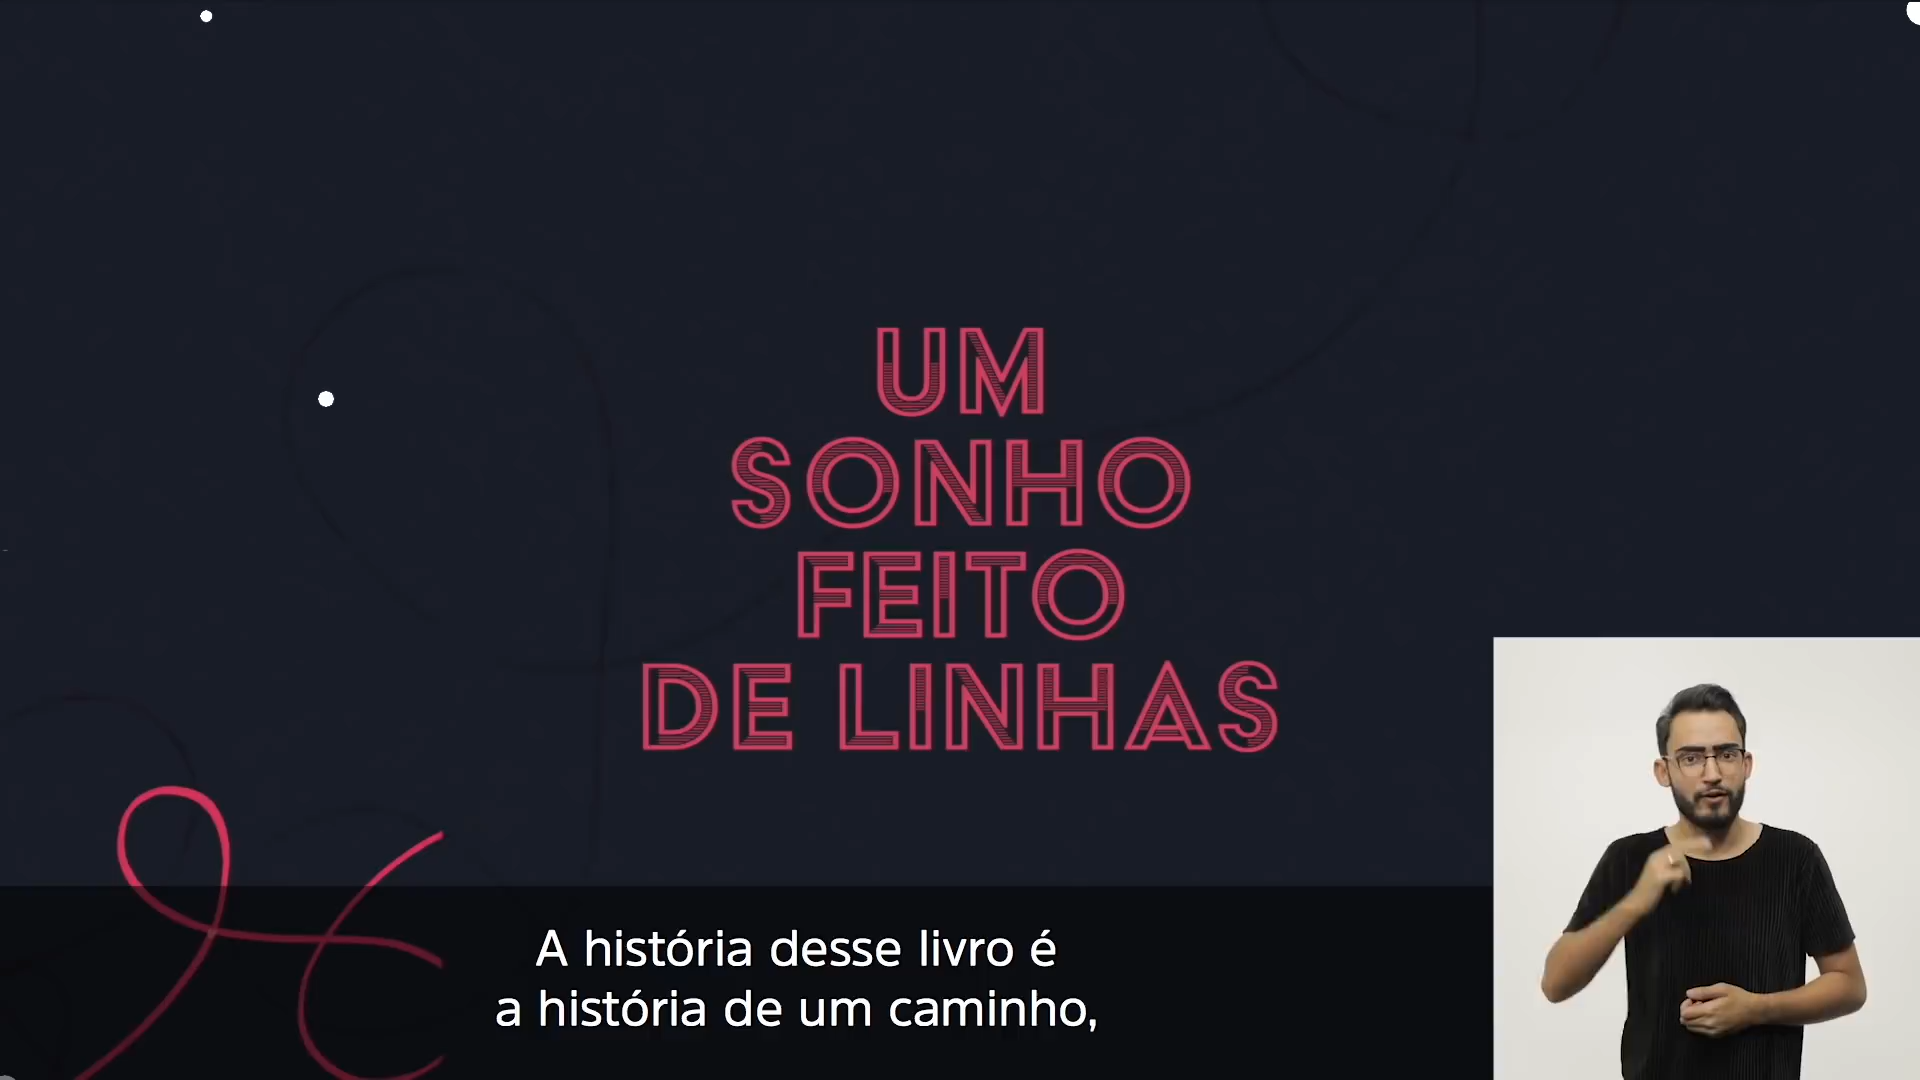 UM
SONHO
FEITO
DE LINHAS
A história desse livro é
a história de um caminho,